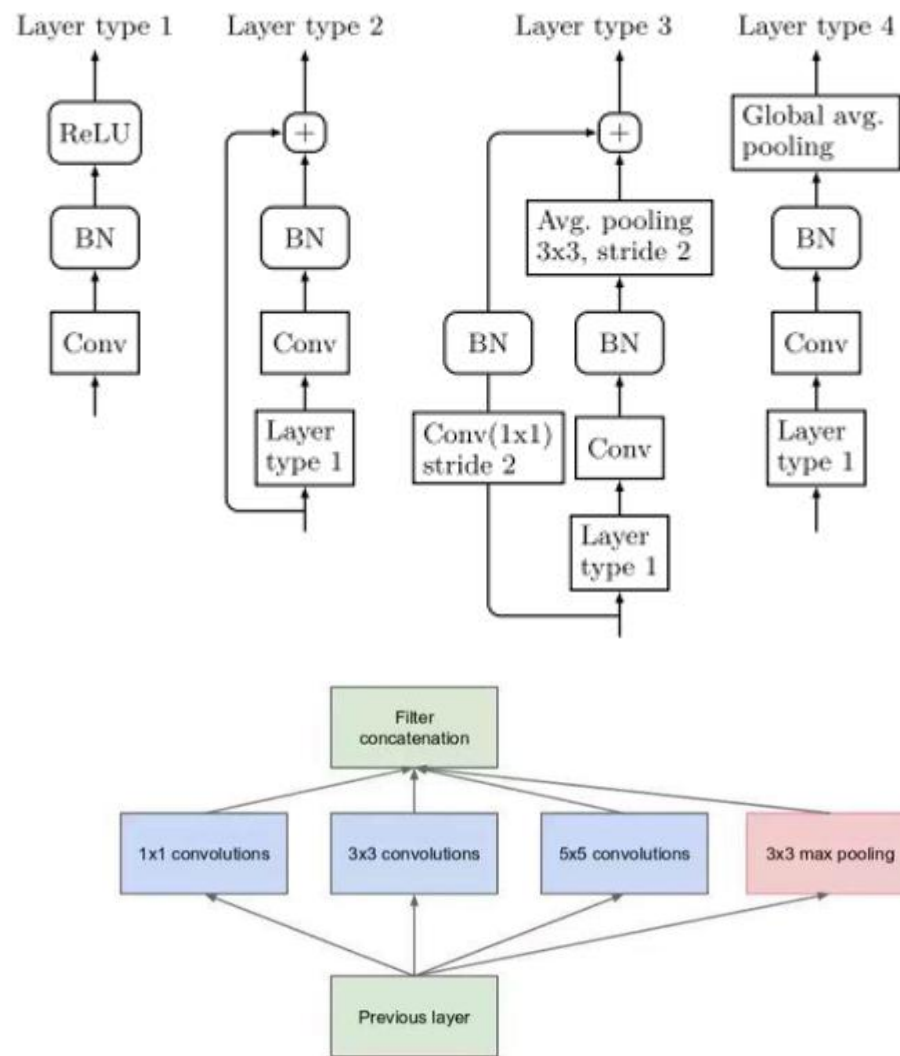 Layer type 1
Layer type 2
Layer type 3
Layer type 4
ReLU
BN
Conv
+
BN
Conv
Layer
type 1
+
Avg. pooling
3x3, stride 2
BN
BN
Conv(1x1)
stride 2
Conv
Layer
type 1
Global avg.
pooling
BN
Conv
Layer
type 1
Filter
concatenation
1x1 convolutions
3x3 convolutions
5x5 convolutions
3x3 max pooling
Previous layer